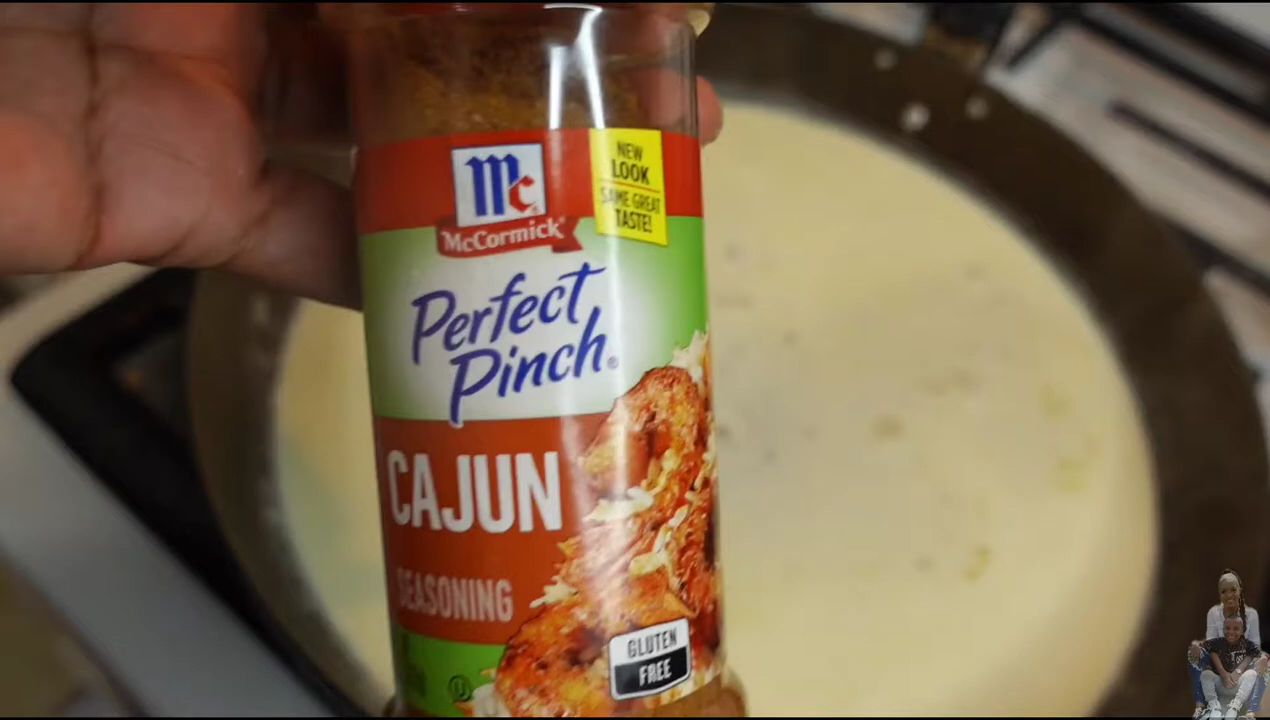 Mc
McCormick®
NEW
LOOK
SAME GREAT
TASTE!
Perfect
Pinch®
CAJUN
SEASONING
GLUTEN
FREE
U